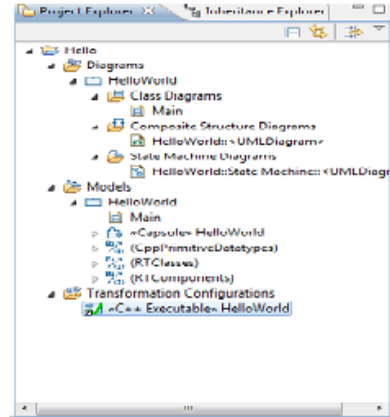 Project Explorer
Inheritance Explorer
Hello
Diagrams
HelloWorld
Class Diagrams
Main
Composite Structure Diagrams
HelloWorld::<UMLDiagram>
State Machine Diagrams
HelloWorld::State Machine::<UMLDiagr
Models
HelloWorld
Main
«Capsule» HelloWorld
(CppPrimitiveDatatypes)
(RTClasses)
(RTComponents)
Transformation Configurations
«C++ Executable» HelloWorld